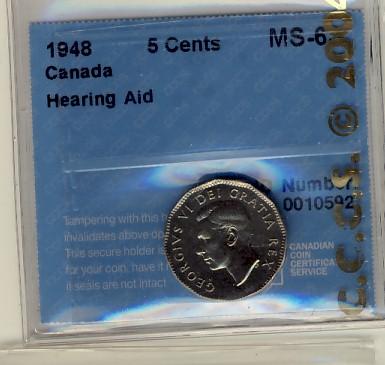 1948 5 Cents MS-6
Canada
Hearing Aid
Number
0010592
Tampering with this h
invalidates above
This secure holder
for your coin, have it
if seals are not intact
CANADIAN
COIN
CERTIFICAT
SERVICE
GEORGIVS VI DEI GRATIA REX
C.C.C.S. © 200